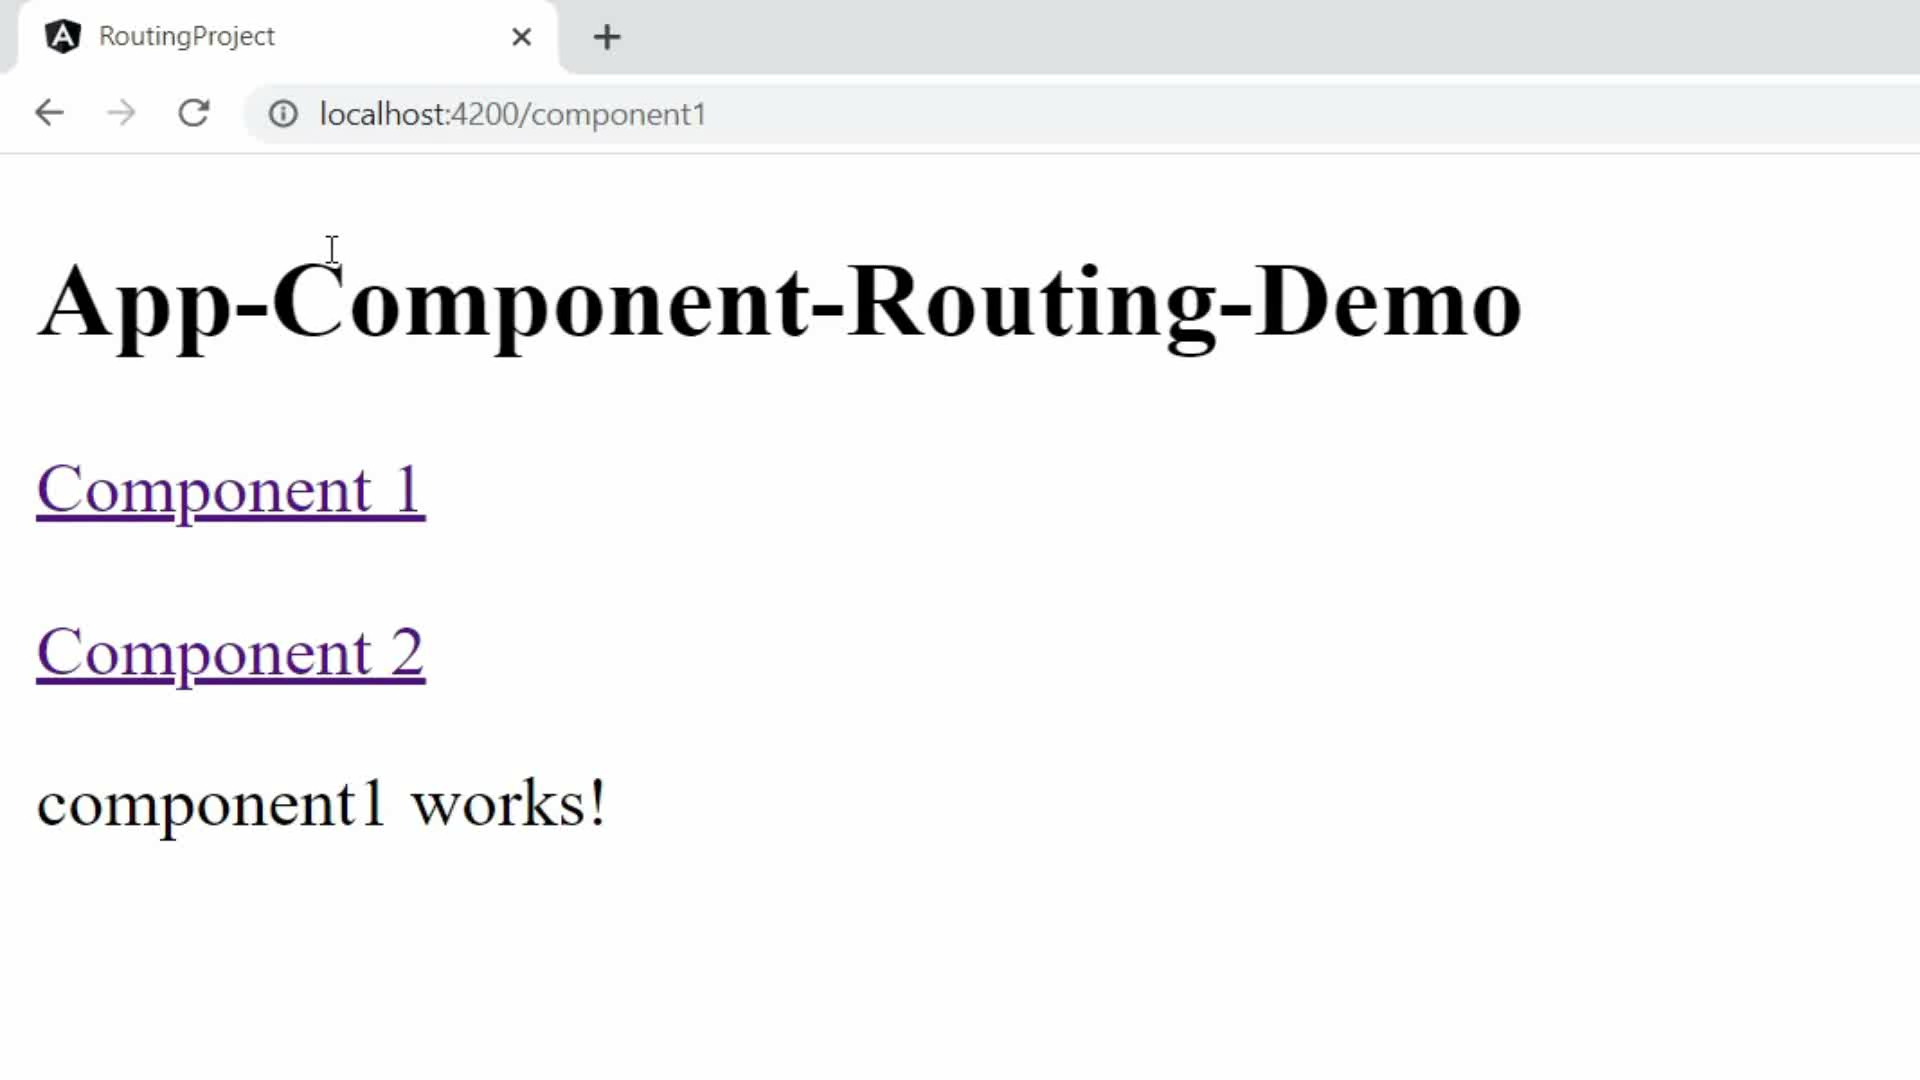 RoutingProject
localhost:4200/component1
App-Component-Routing-Demo
Component 1
Component 2
component1 works!